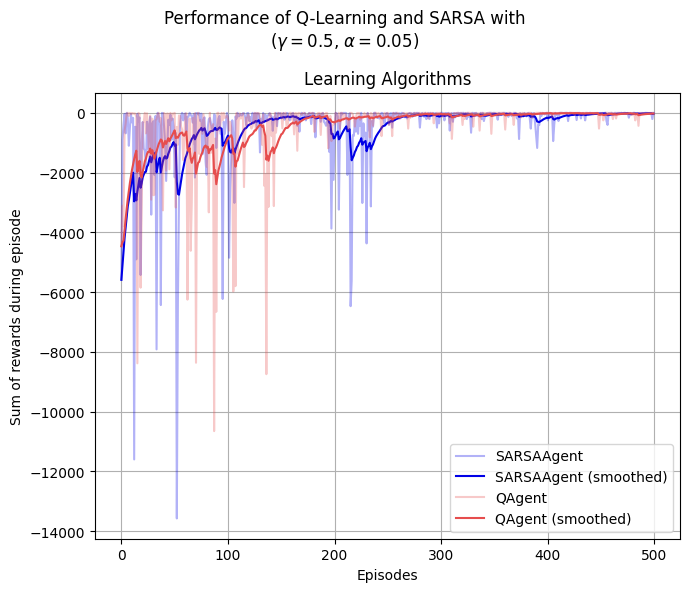 Performance of Q-Learning and SARSA with
(γ = 0.5, α = 0.05)
Learning Algorithms
0
−2000
−4000
−6000
−8000
−10000
−12000
−14000
Sum of rewards during episode
0 100 200 300 400 500
Episodes
SARSAAgent
SARSAAgent (smoothed)
QAgent
QAgent (smoothed)